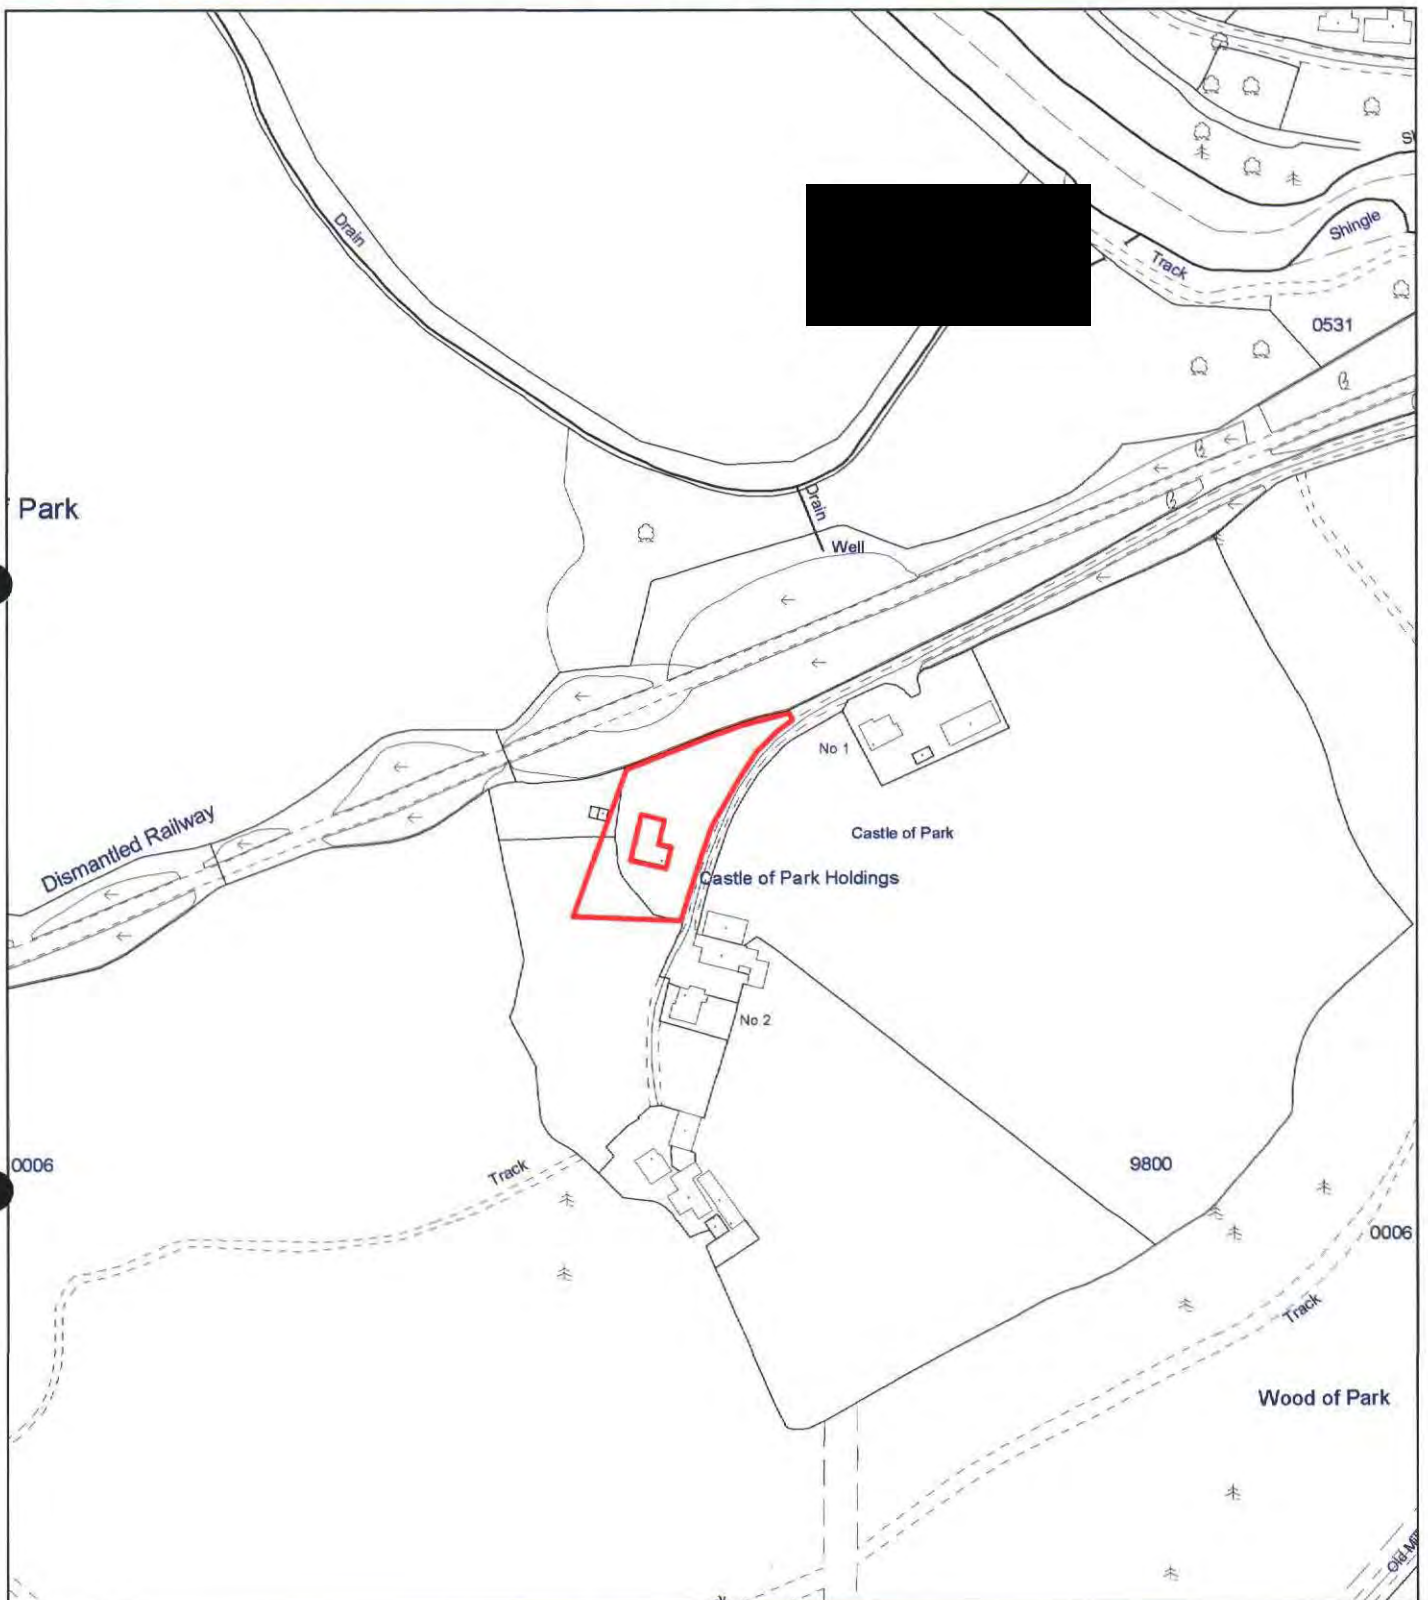 Drain
Shingle
Track
0531
Park
Drain
Well
No 1
Dismantled Railway
Castle of Park
Castle of Park Holdings
No 2
0006
Track
9800
0006
Track
Wood of Park
Old